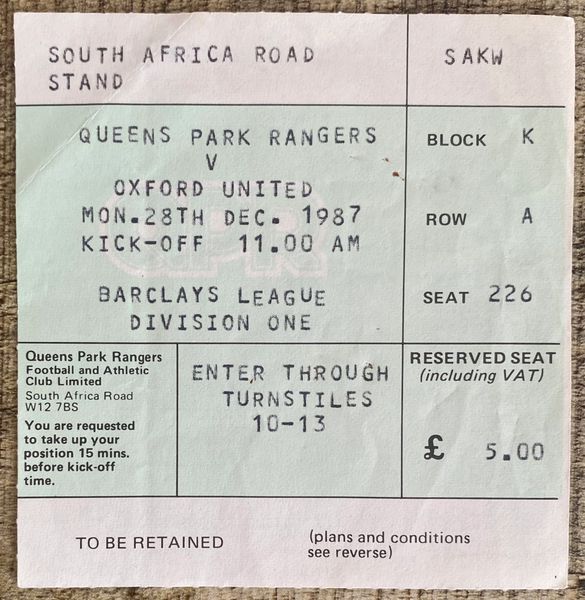 SOUTH AFRICA ROAD
STAND
SAKW
QUEENS PARK RANGERS
V
OXFORD UNITED
MON.28TH DEC. 1987
KICK-OFF 11.00 AM
BARCLAYS LEAGUE
DIVISION ONE
BLOCK K
ROW A
SEAT 226
Queens Park Rangers
Football and Athletic
Club Limited
South Africa Road
W12 7BS
You are requested
to take up your
position 15 mins.
before kick-off
time.
ENTER THROUGH
TURNSTILES
10-13
RESERVED SEAT
(including VAT)
£ 5.00
TO BE RETAINED
(plans and conditions
see reverse)